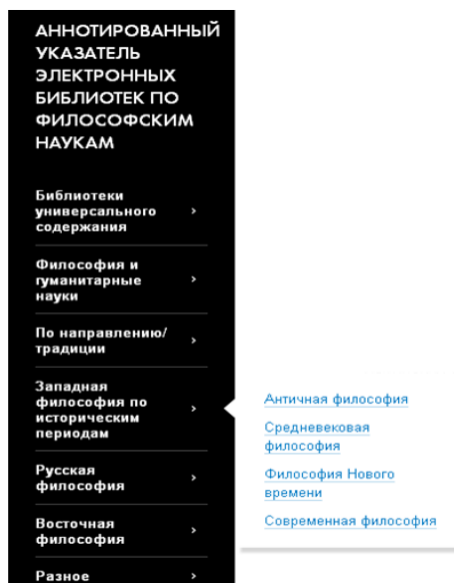 АННОТИРОВАННЫЙ
УКАЗАТЕЛЬ
ЭЛЕКТРОННЫХ
БИБЛИОТЕК ПО
ФИЛОСОФСКИМ
НАУКАМ
Библиотеки
универсального
содержания
Философия и
гуманитарные
науки
По направлению/
традиции
Западная
философия по
историческим
периодам
Античная философия
Средневековая
философия
Философия Нового
времени
Современная философия
Русская
философия
Восточная
философия
Разное